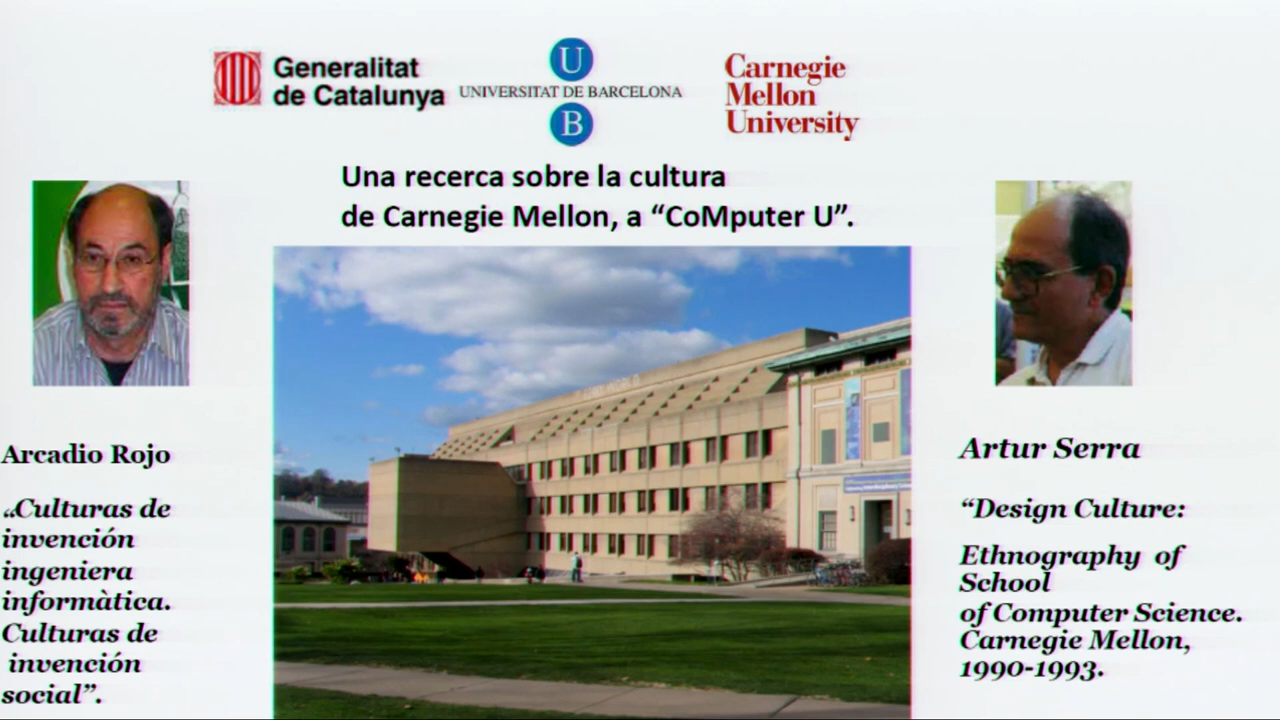 Generalitat
de Catalunya
U
UNIVERSITAT DE BARCELONA
B
Carnegie
Mellon
University
Una recerca sobre la cultura
de Carnegie Mellon, a “CoMputer U”.
Arcadio Rojo
“Culturas de
invención
ingeniera
informàtica.
Culturas de
invención
social”.
Artur Serra
“Design Culture:
Ethnography of
School
of Computer Science.
Carnegie Mellon,
1990-1993.